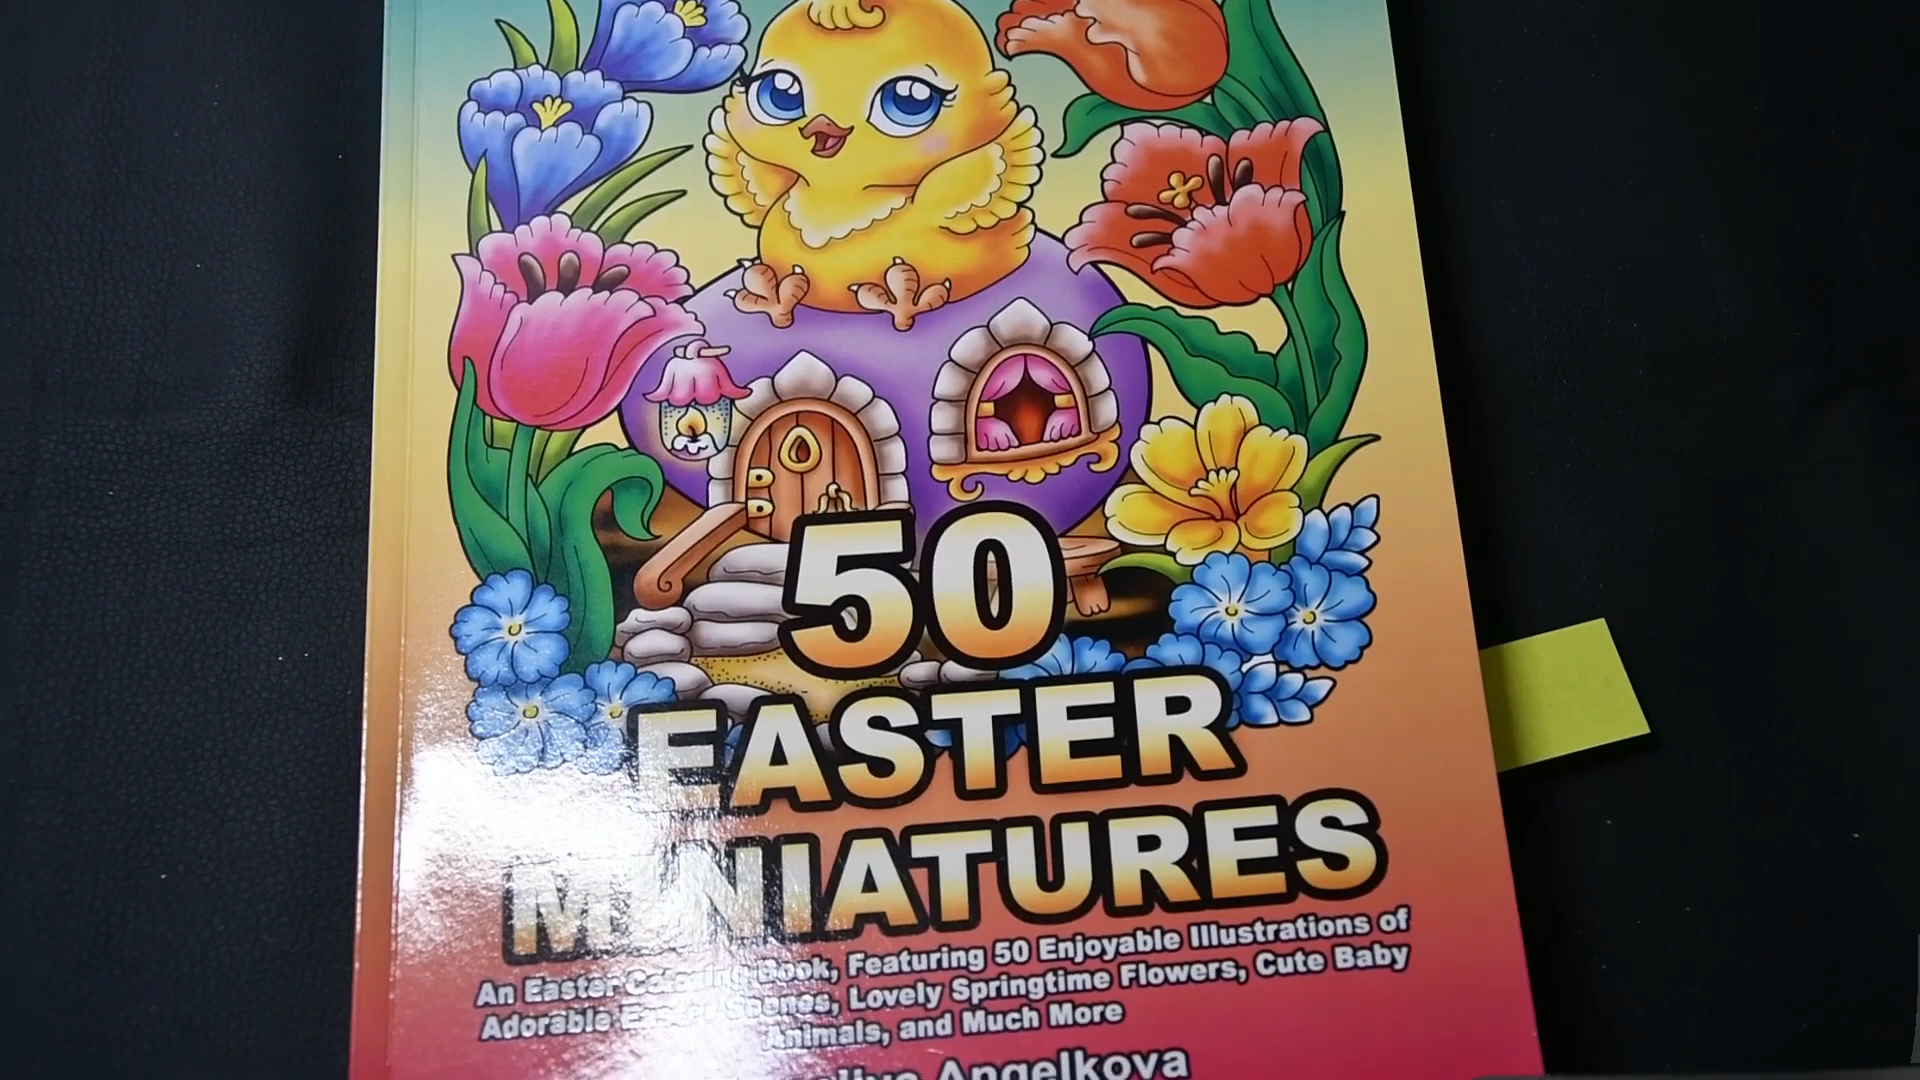 50
EASTER
MINIATURES
An Easter Coloring Book, Featuring 50 Enjoyable Illustrations of
Adorable Easter Scenes, Lovely Springtime Flowers, Cute Baby
Animals, and Much More
Angelkova